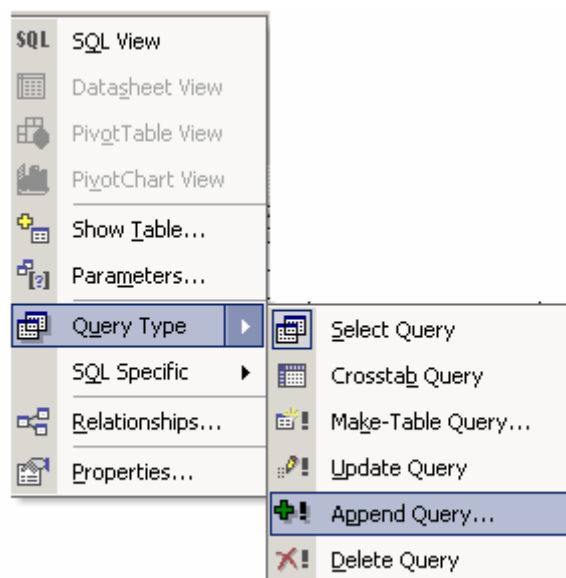 SQL SQL View
Datasheet View
PivotTable View
PivotChart View
Show Table...
Parameters...
Query Type
SQL Specific
Relationships...
Properties...
Select Query
Crosstab Query
Make-Table Query...
Update Query
Append Query...
Delete Query